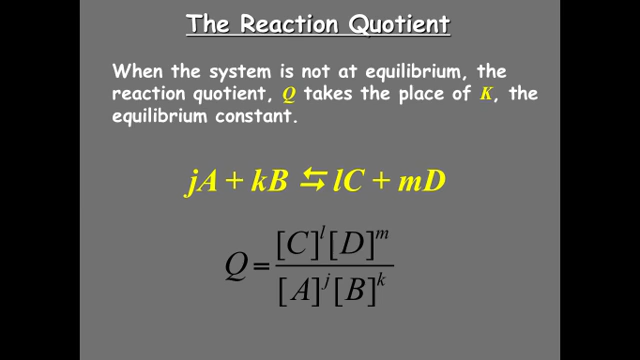 The Reaction Quotient
When the system is not at equilibrium, the
reaction quotient, Q takes the place of K, the
equilibrium constant.
jA + kB ⇆ lC + mD
Q = [C]^l [D]^m / [A]^j [B]^k